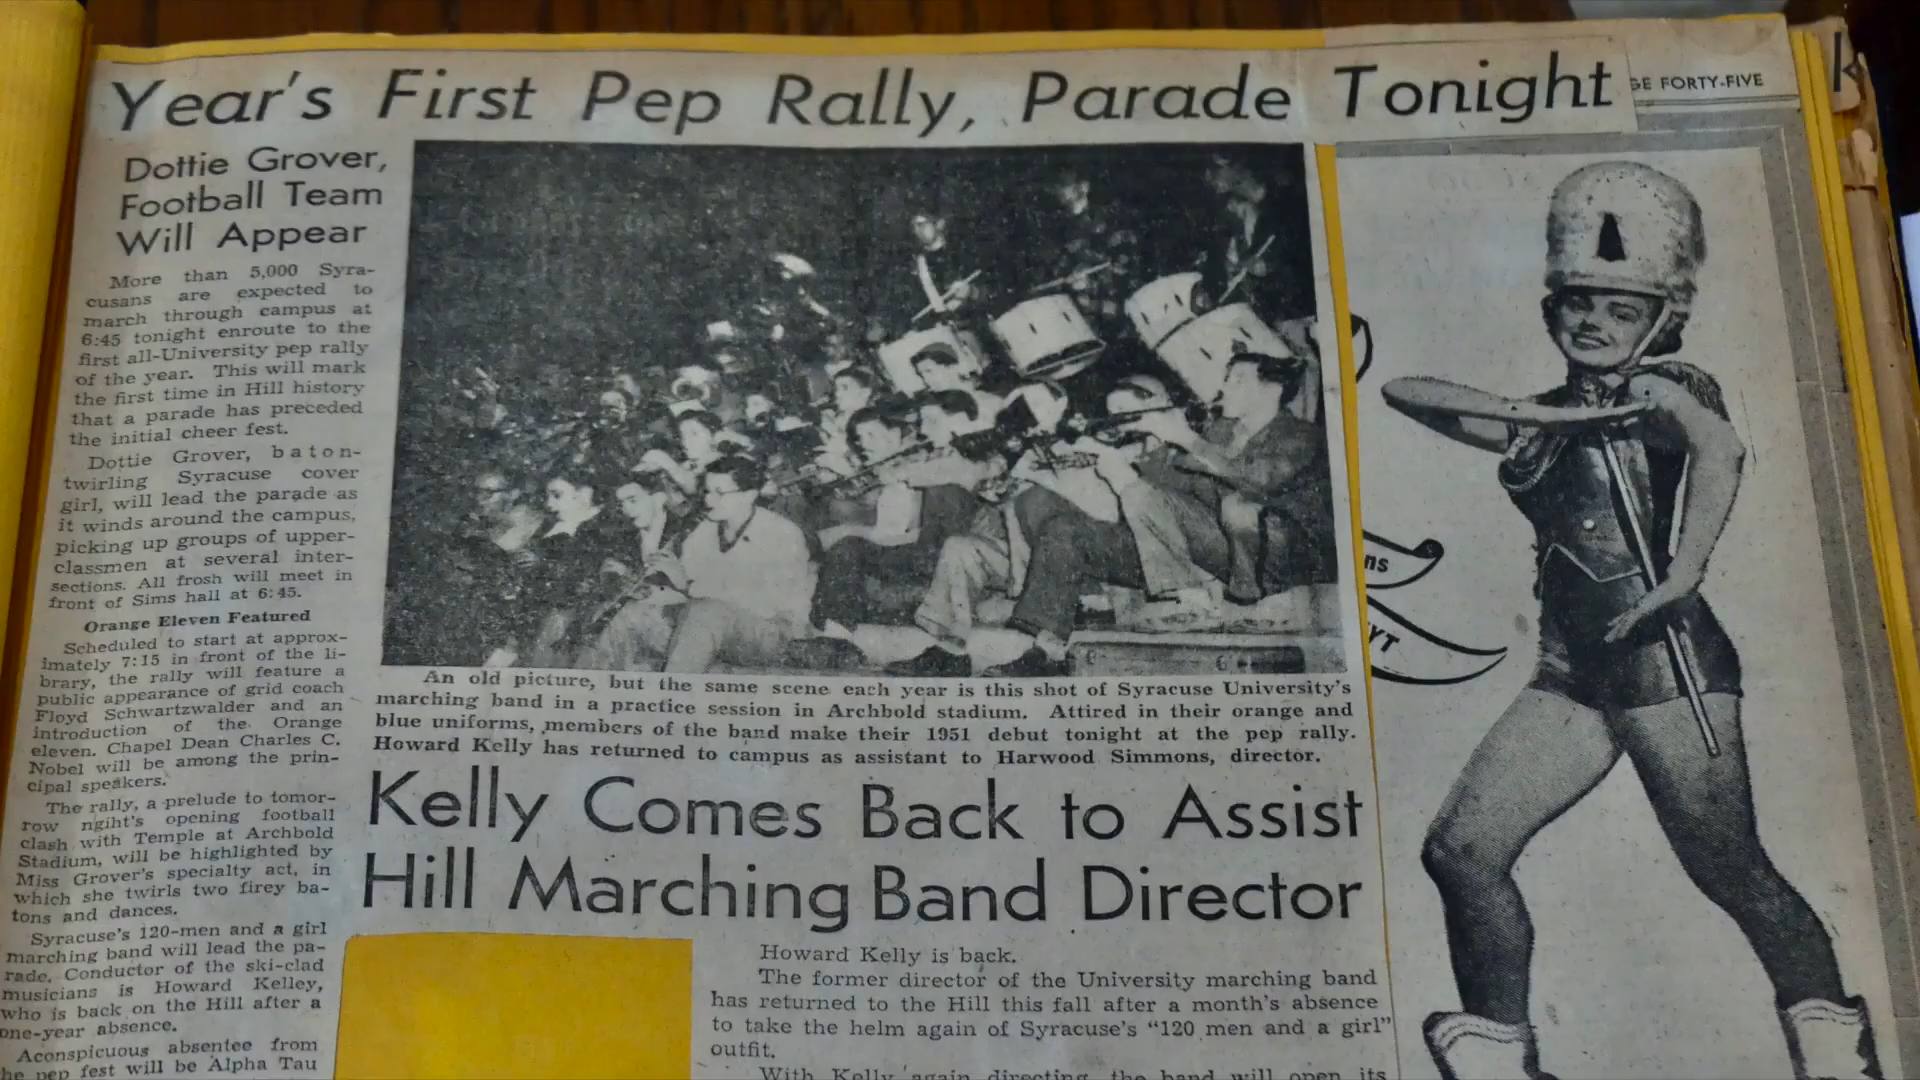 Year's First Pep Rally, Parade Tonight
GE FORTY-FIVE
k
Dottie Grover,
Football Team
Will Appear
More than 5,000 Syra-
cusans are expected to
march through campus at
6:45 tonight enroute to the
first all-University pep rally
of the year. This will mark
the first time in Hill history
that a parade has preceded
the initial cheer fest.
Dottie Grover, baton-
twirling Syracuse cover
girl, will lead the parade as
it winds around the campus,
picking up groups of upper-
classmen at several inter-
sections. All frosh will meet in
front of Sims hall at 6:45.
Orange Eleven Featured
Scheduled to start at approx-
imately 7:15 in front of the li-
brary, the rally will feature a
public appearance of grid coach
Floyd Schwartzwalder and an
introduction of the Orange
eleven. Chapel Dean Charles C.
Nobel will be among the prin-
cipal speakers.
The rally, a prelude to tomor-
row ngiht's opening football
clash with Temple at Archbold
Stadium, will be highlighted by
Miss Grover's specialty act, in
which she twirls two firey ba-
tons and dances.
Syracuse's 120-men and a girl
marching band will lead the pa-
rade. Conductor of the ski-clad
musicians is Howard Kelley,
who is back on the Hill after a
one-year absence.
Aconspicuous absentee from
he pep fest will be Alpha Tau
An old picture, but the same scene each year is this shot of Syracuse University's
marching band in a practice session in Archbold stadium. Attired in their orange and
blue uniforms, members of the band make their 1951 debut tonight at the pep rally.
Howard Kelly has returned to campus as assistant to Harwood Simmons, director.
Kelly Comes Back to Assist
Hill Marching Band Director
Howard Kelly is back.
The former director of the University marching band
has returned to the Hill this fall after a month's absence
to take the helm again of Syracuse's "120 men and a girl"
outfit.
With Kelly again directing, the band will open its
ns
YT